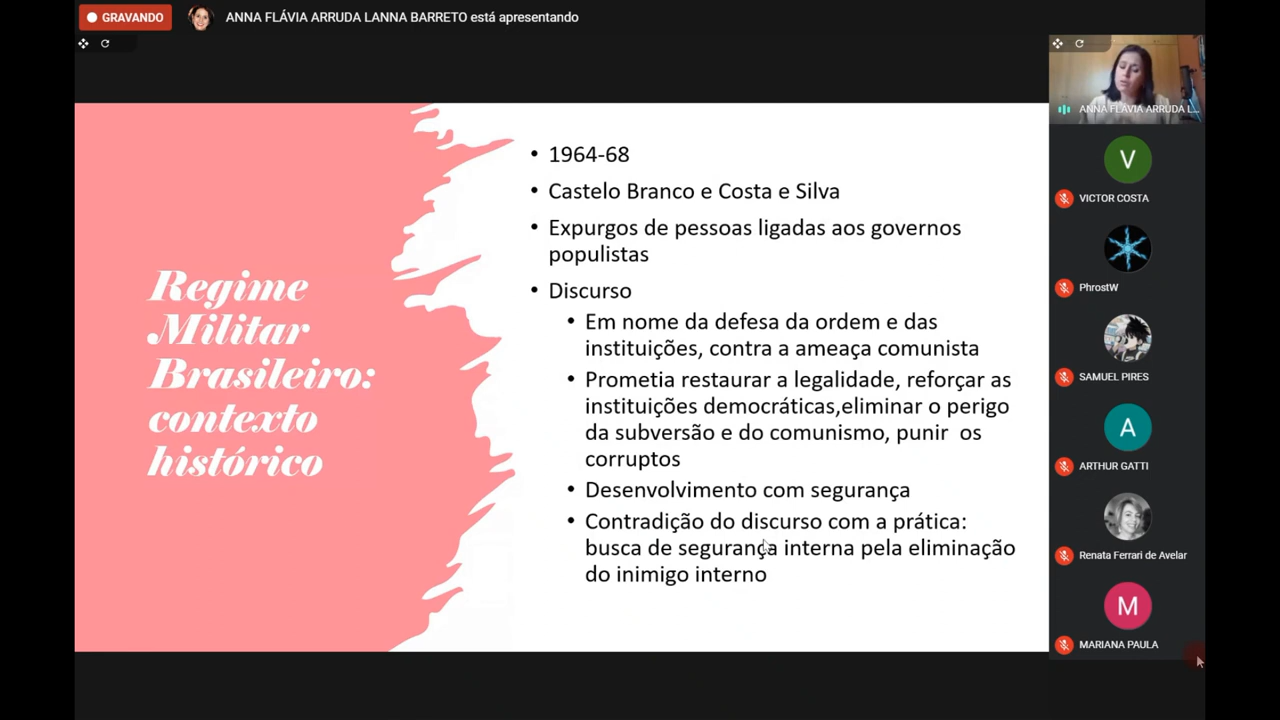 GRAVANDO
ANNA FLÁVIA ARRUDA LANNA BARRETO está apresentando
Regime
Militar
Brasileiro:
contexto
histórico
• 1964-68
• Castelo Branco e Costa e Silva
• Expurgos de pessoas ligadas aos governos
populistas
• Discurso
• Em nome da defesa da ordem e das
instituições, contra a ameaça comunista
• Prometia restaurar a legalidade, reforçar as
instituições democráticas,eliminar o perigo
da subversão e do comunismo, punir os
corruptos
• Desenvolvimento com segurança
• Contradição do discurso com a prática:
busca de segurança interna pela eliminação
do inimigo interno
ANNA FLÁVIA ARRUDA L...
V
VICTOR COSTA
PhrostW
SAMUEL PIRES
A
ARTHUR GATTI
Renata Ferrari de Avelar
M
MARIANA PAULA